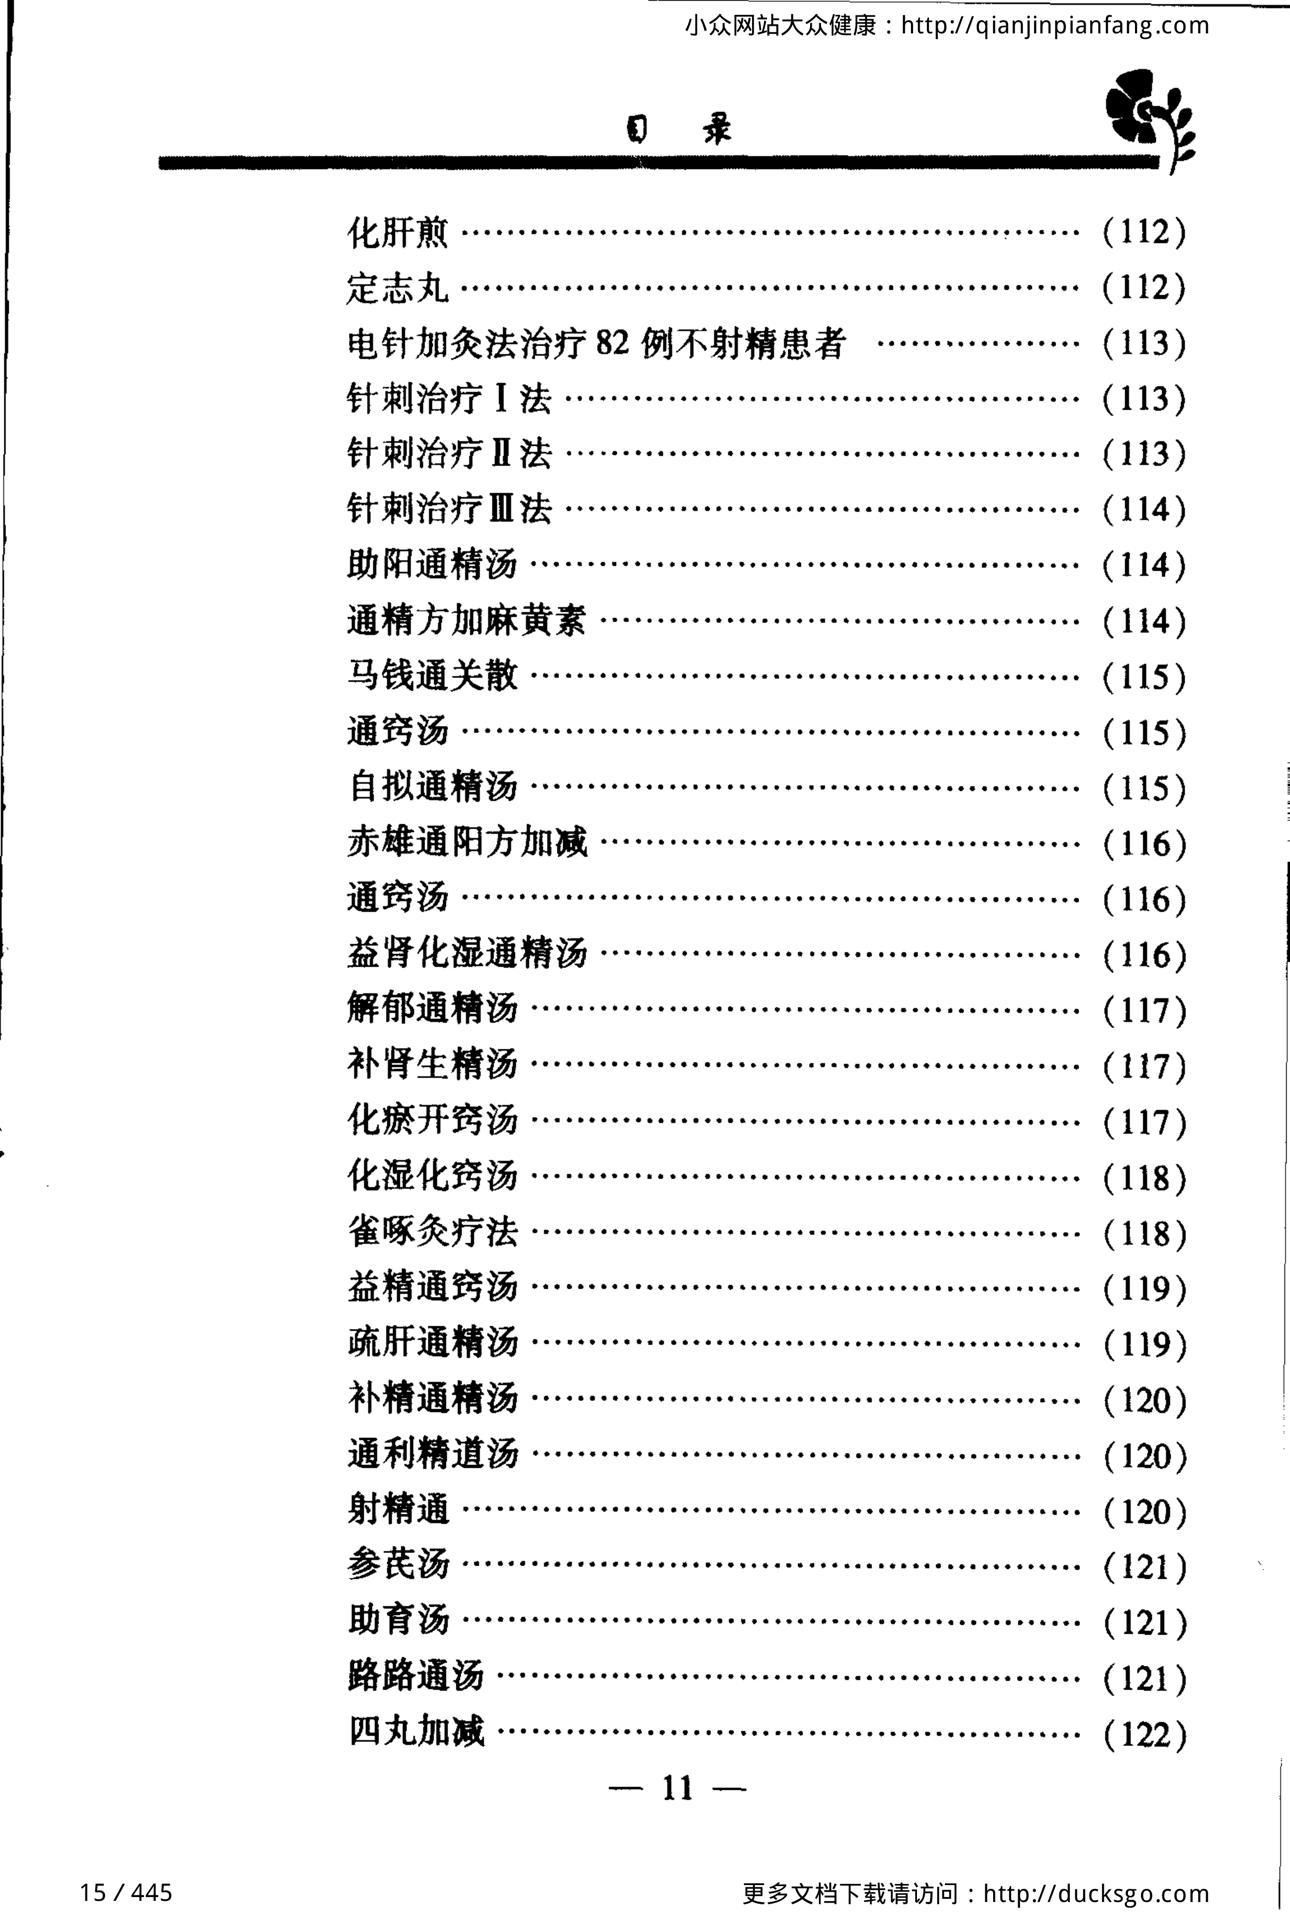 小众网站大众健康：http://qianjinpianfang.com
目 录
化肝煎 …………………………………………… (112)
定志丸 …………………………………………… (112)
电针加灸法治疗 82 例不射精患者 ……………… (113)
针刺治疗Ⅰ法 …………………………………… (113)
针刺治疗Ⅱ法 …………………………………… (113)
针刺治疗Ⅲ法 …………………………………… (114)
助阳通精汤 ……………………………………… (114)
通精方加麻黄素 ………………………………… (114)
马钱通关散 ……………………………………… (115)
通窍汤 …………………………………………… (115)
自拟通精汤 ……………………………………… (115)
赤雄通阳方加减 ………………………………… (116)
通窍汤 …………………………………………… (116)
益肾化湿通精汤 ………………………………… (116)
解郁通精汤 ……………………………………… (117)
补肾生精汤 ……………………………………… (117)
化瘀开窍汤 ……………………………………… (117)
化湿化窍汤 ……………………………………… (118)
雀啄灸疗法 ……………………………………… (118)
益精通窍汤 ……………………………………… (119)
疏肝通精汤 ……………………………………… (119)
补精通精汤 ……………………………………… (120)
通利精道汤 ……………………………………… (120)
射精通 …………………………………………… (120)
参芪汤 …………………………………………… (121)
助育汤 …………………………………………… (121)
路路通汤 ………………………………………… (121)
四丸加减 ………………………………………… (122)
— 11 —
15 / 445
更多文档下载请访问：http://ducksgo.com